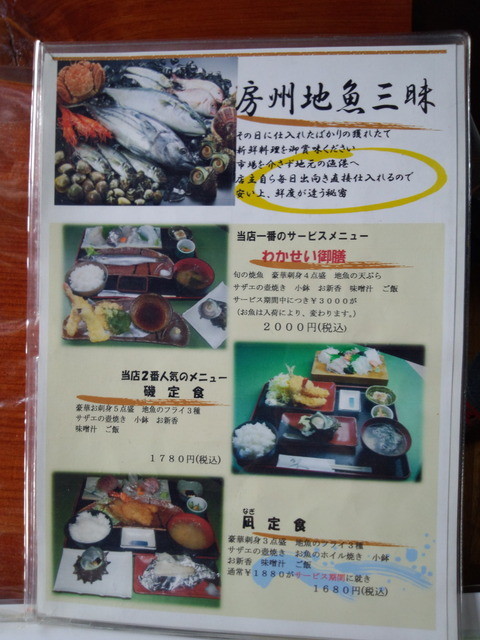 房州地魚三昧
その日に仕入れたばかりの獲れたて
新鮮料理を御賞味ください
市場を介さず地元の漁港へ
店主自ら毎日出向き直接仕入れるので
安い上、鮮度が違う秘密
当店一番のサービスメニュー
わかせい御膳
旬の焼魚 豪華刺身4点盛 地魚の天ぷら
サザエの壺焼き 小鉢 お新香 味噌汁 ご飯
サービス期間中につき¥3000が
(お魚は入荷により、変わります。)
2000円(税込)
当店2番人気のメニュー
磯定食
豪華お刺身5点盛 地魚のフライ3種
サザエの壺焼き 小鉢 お新香
味噌汁 ご飯
1780円(税込)
なぎ
凪定食
豪華刺身3点盛 地魚のフライ3種
サザエの壺焼き お魚のホイル焼き 小鉢
お新香 味噌汁 ご飯
通常¥1880がサービス期間に就き
1680円(税込)